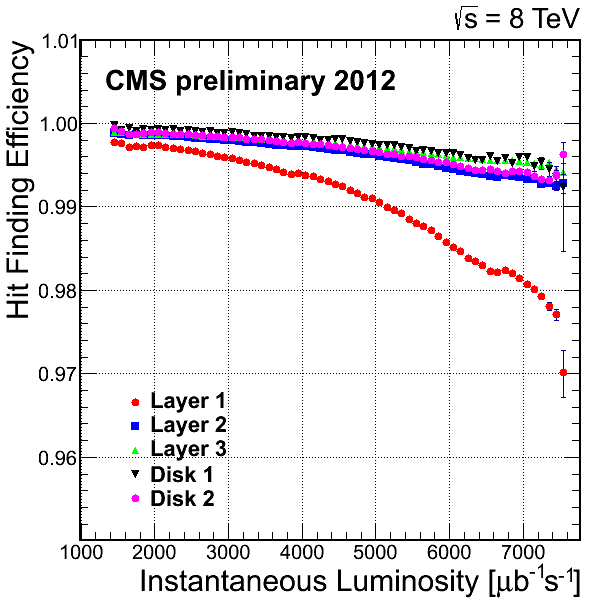 √s = 8 TeV
1.01
CMS preliminary 2012
1.00
0.99
0.98
0.97
0.96
Hit Finding Efficiency
Layer 1
Layer 2
Layer 3
Disk 1
Disk 2
1000 2000 3000 4000 5000 6000 7000
Instantaneous Luminosity [μb⁻¹s⁻¹]